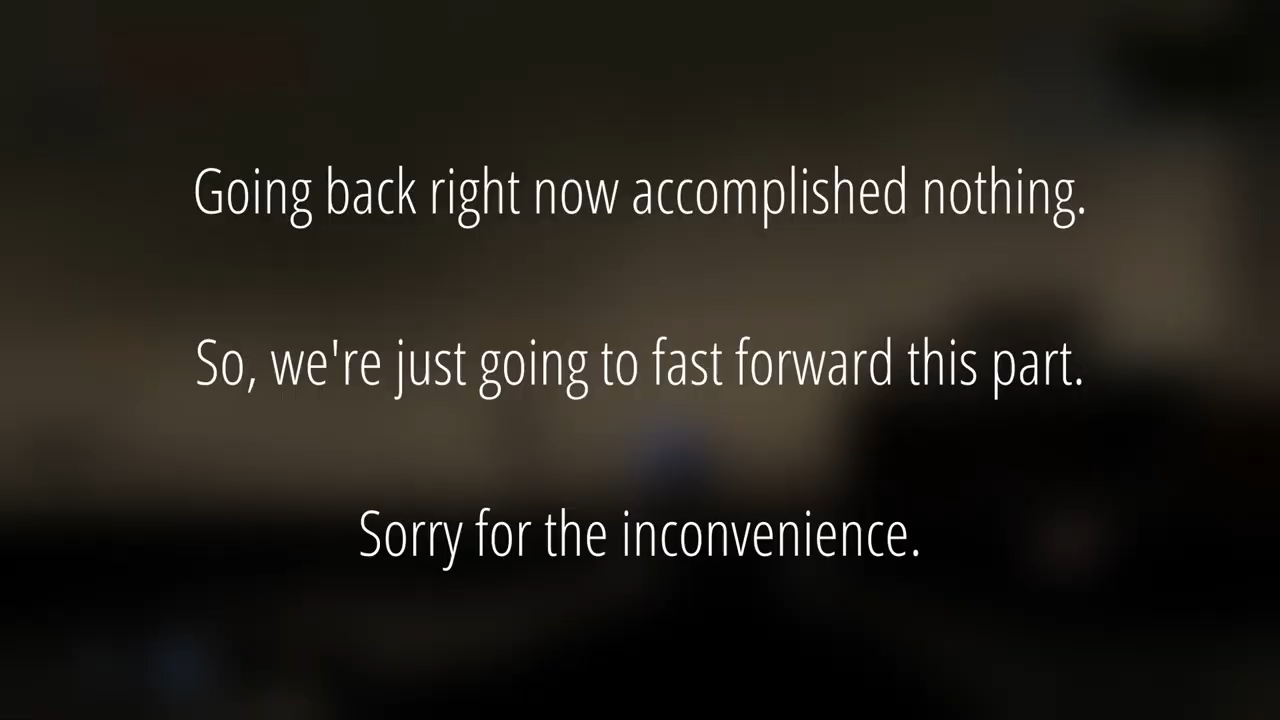 Going back right now accomplished nothing.
So, we're just going to fast forward this part.
Sorry for the inconvenience.